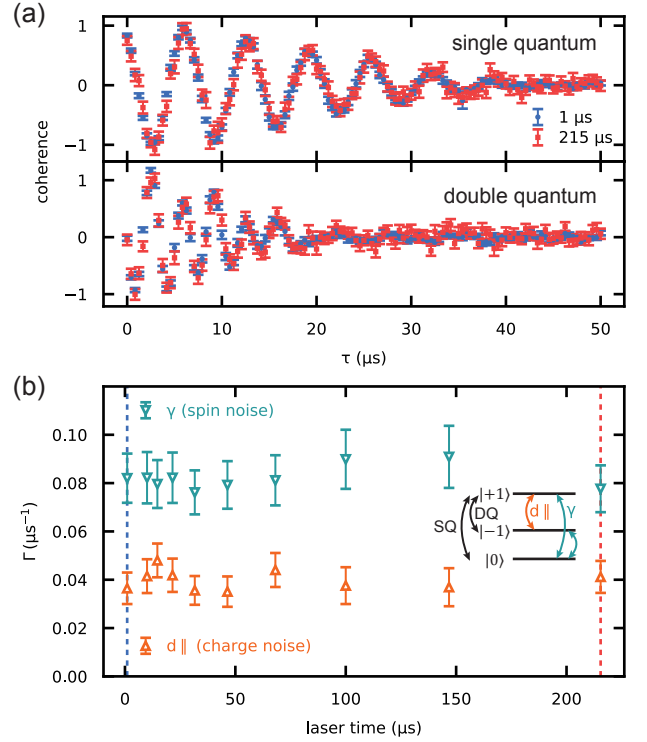 (a)
1
0
−1
coherence
single quantum
1 μs
215 μs
1
0
−1
double quantum
0
10
20
30
40
50
τ (μs)
(b)
0.10
0.08
0.06
0.04
0.02
0.00
Γ (μs⁻¹)
γ (spin noise)
d∥ (charge noise)
|+1⟩
|−1⟩
|0⟩
SQ
DQ
d∥
γ
0
50
100
150
200
laser time (μs)